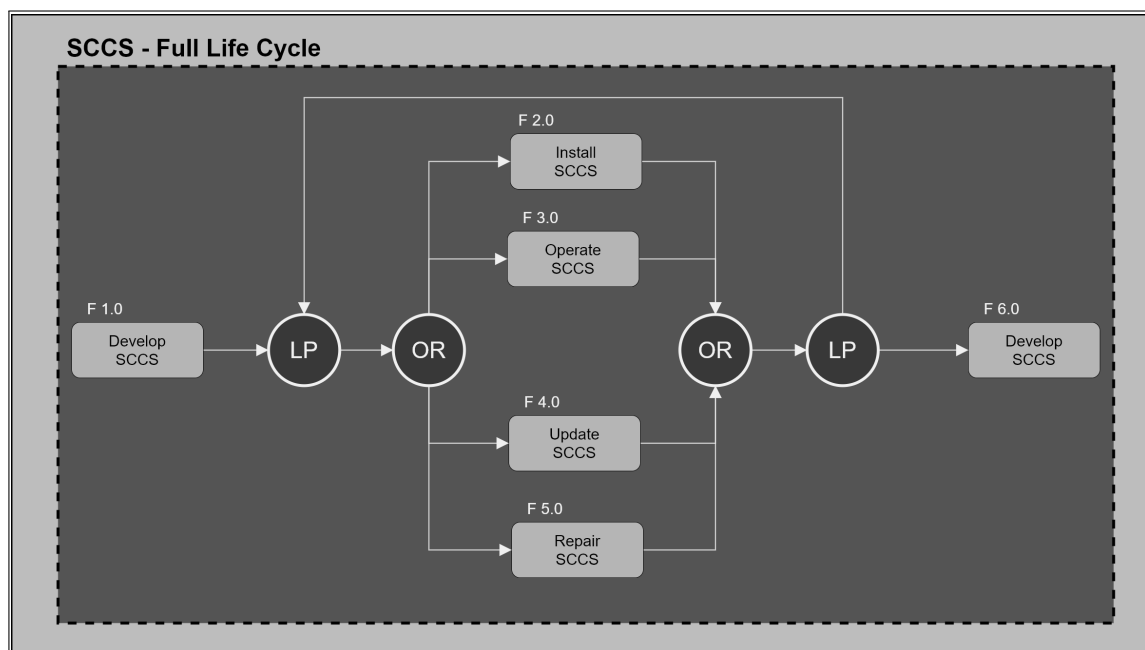 SCCS - Full Life Cycle
F 2.0
Install
SCCS
F 3.0
Operate
SCCS
F 1.0
Develop
SCCS
LP
OR
OR
LP
F 6.0
Develop
SCCS
F 4.0
Update
SCCS
F 5.0
Repair
SCCS